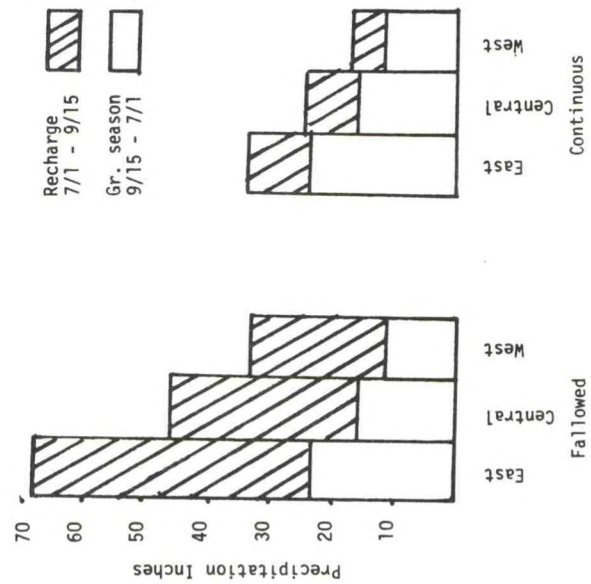 70
60
50
40
30
20
10
Precipitation Inches
East
Central
West
Fallowed
East
Central
West
Continuous
Recharge
7/1 - 9/15
Gr. season
9/15 - 7/1